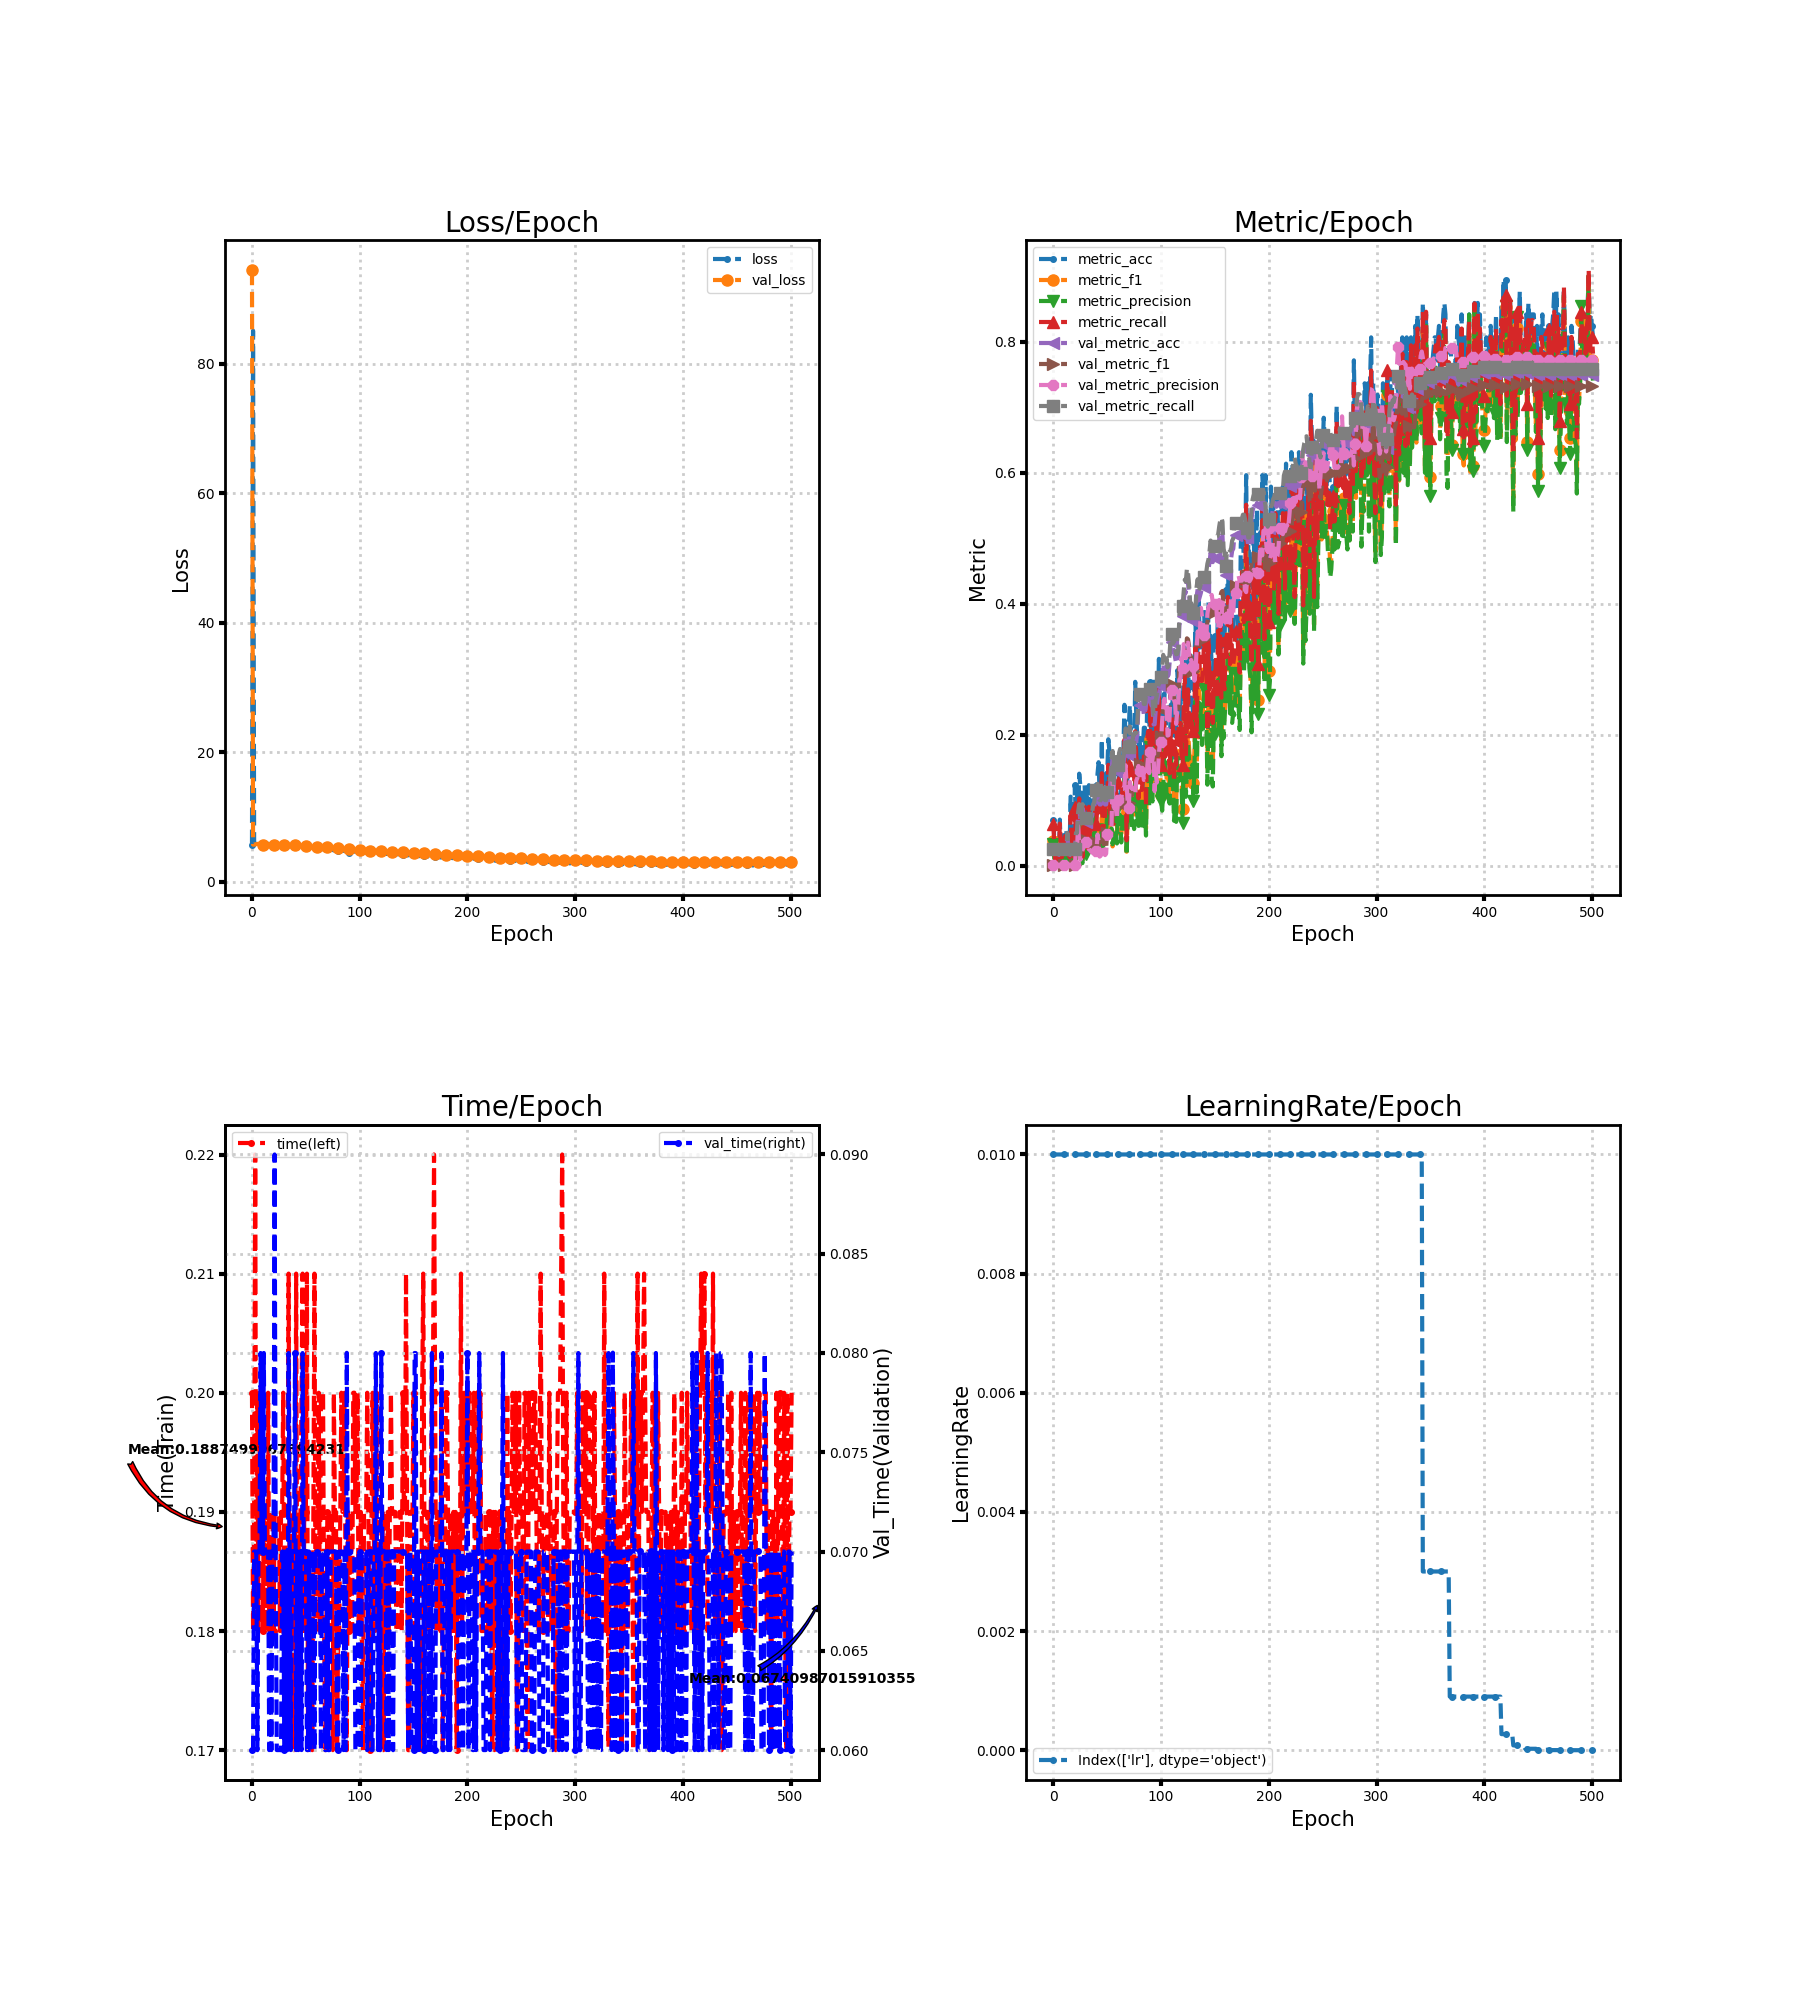 Loss/Epoch
loss
val_loss
80
60
40
20
0
Loss
0 100 200 300 400 500
Epoch
Metric/Epoch
metric_acc
metric_f1
metric_precision
metric_recall
val_metric_acc
val_metric_f1
val_metric_precision
val_metric_recall
0.8
0.6
0.4
0.2
0.0
Metric
0 100 200 300 400 500
Epoch
Time/Epoch
time(left)
val_time(right)
0.22
0.21
0.20
0.19
0.18
0.17
Time(Train)
0.090
0.085
0.080
0.075
0.070
0.065
0.060
Val_Time(Validation)
Mean:0.06740987015910355
0 100 200 300 400 500
Epoch
LearningRate/Epoch
0.010
0.008
0.006
0.004
0.002
0.000
LearningRate
Index(['lr'], dtype='object')
0 100 200 300 400 500
Epoch